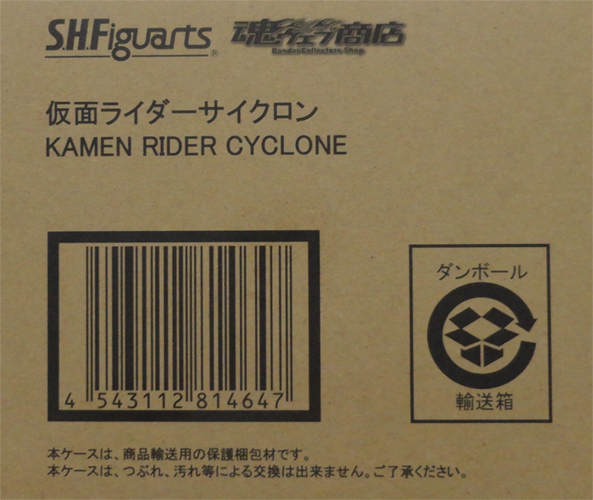 S.H.Figuarts® 魂ウェブ商店
BandaiCollectors Shop
仮面ライダーサイクロン
KAMEN RIDER CYCLONE
ダンボール
輸送箱
4 543112 814647
本ケースは、商品輸送用の保護梱包材です。
本ケースは、つぶれ、汚れ等による交換は出来ません。ご了承ください。